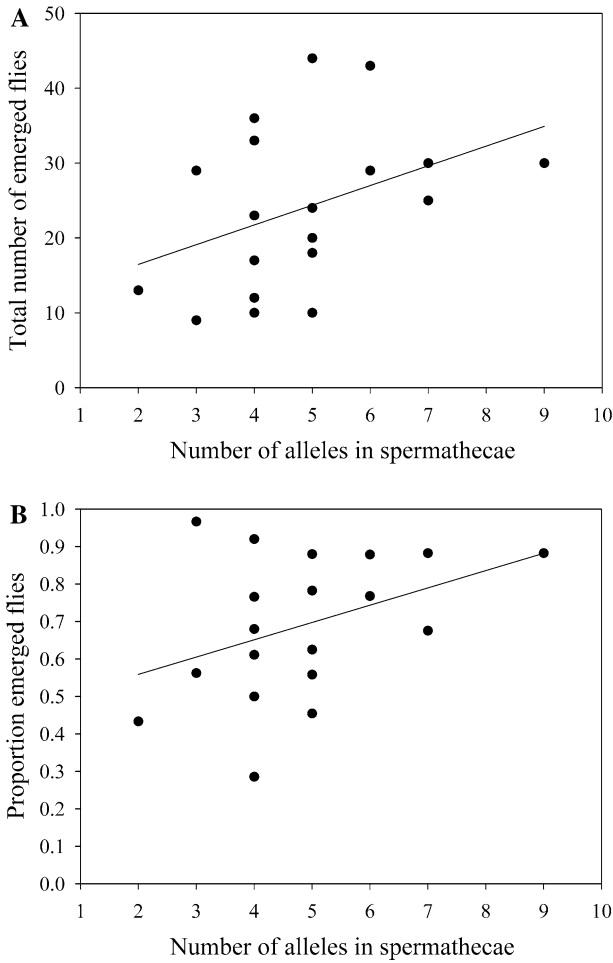 A
Total number of emerged flies
50
40
30
20
10
0
1 2 3 4 5 6 7 8 9 10
Number of alleles in spermathecae
B
Proportion emerged flies
1.0
0.9
0.8
0.7
0.6
0.5
0.4
0.3
0.2
0.1
0.0
1 2 3 4 5 6 7 8 9 10
Number of alleles in spermathecae